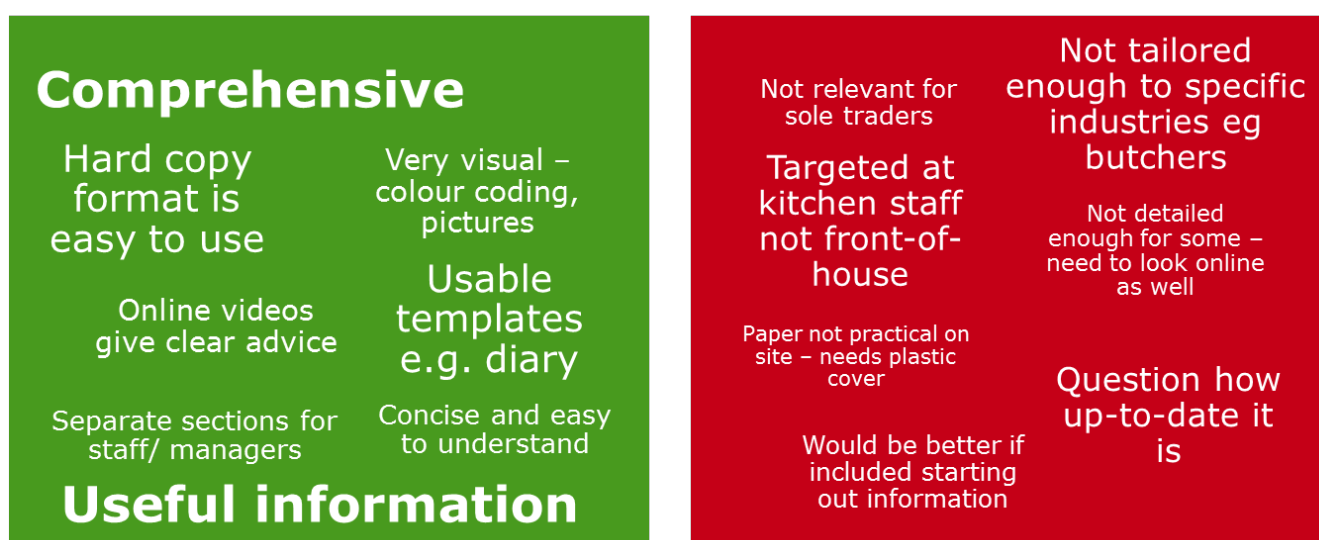 Comprehensive
Hard copy
format is
easy to use
Very visual –
colour coding,
pictures
Online videos
give clear advice
Usable
templates
e.g. diary
Separate sections for
staff/ managers
Concise and easy
to understand
Useful information
Not relevant for
sole traders
Not tailored
enough to specific
industries eg
butchers
Targeted at
kitchen staff
not front-of-
house
Not detailed
enough for some –
need to look online
as well
Paper not practical on
site – needs plastic
cover
Question how
up-to-date it
is
Would be better if
included starting
out information